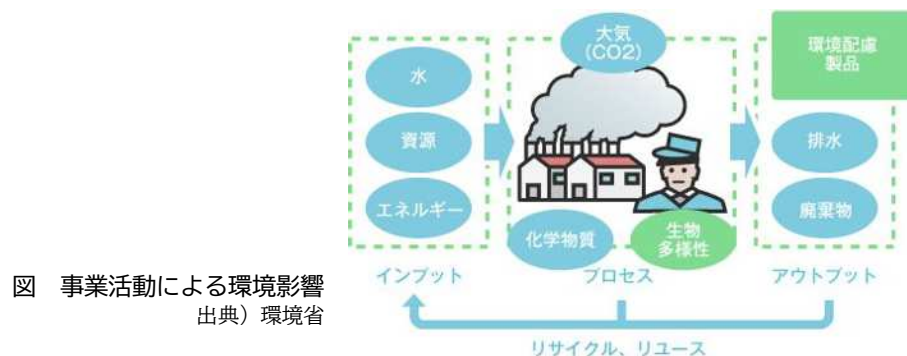 大気
(CO2)
環境配慮
製品
水
資源
エネルギー
排水
廃棄物
化学物質
生物
多様性
インプット
プロセス
アウトプット
リサイクル、リユース
図 事業活動による環境影響
出典）環境省